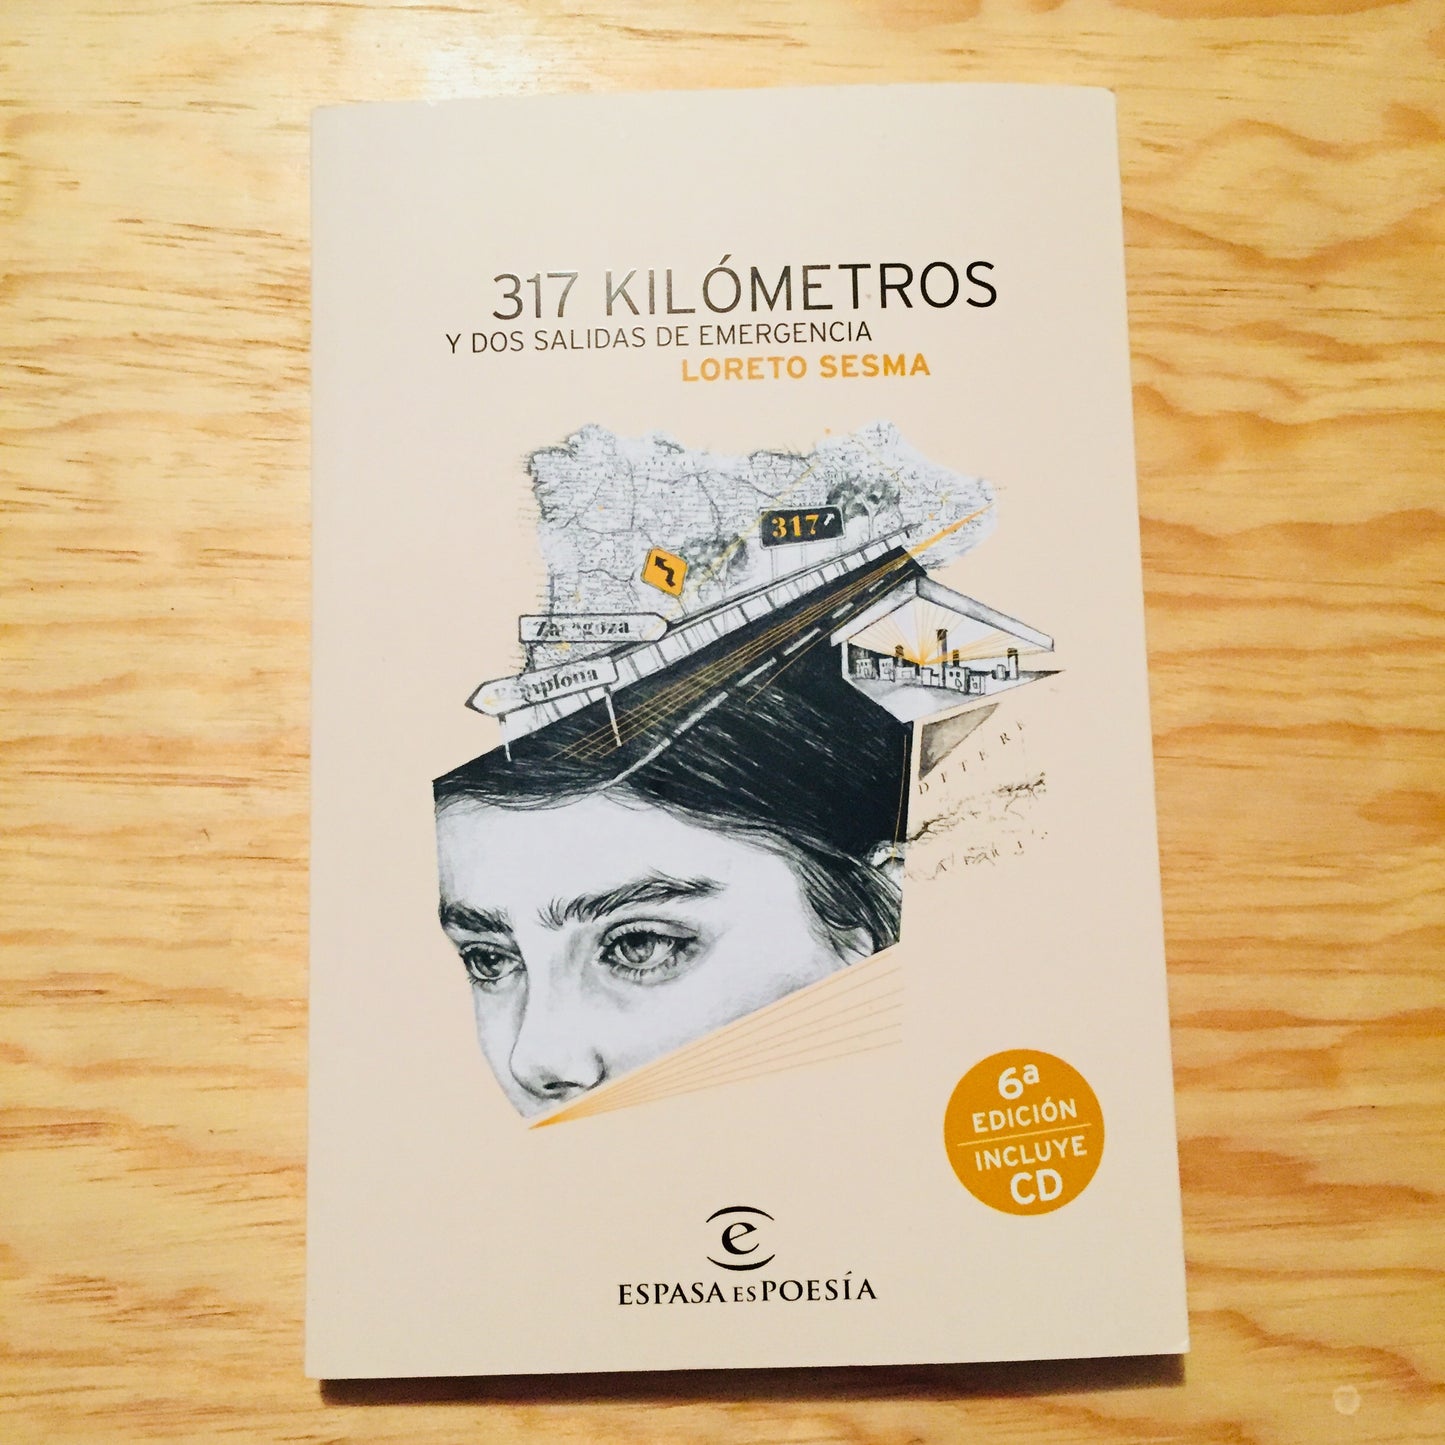 317 KILÓMETROS
Y DOS SALIDAS DE EMERGENCIA
LORETO SESMA
317
Zaragoza
Pamplona
6ª
EDICIÓN
INCLUYE
CD
e
ESPASA ES POESÍA